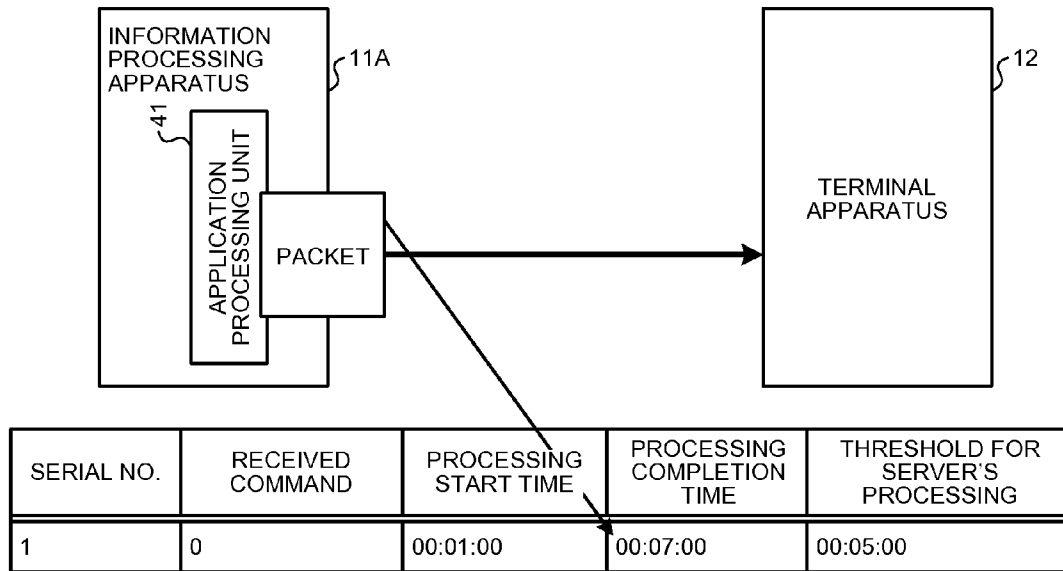 INFORMATION
PROCESSING
APPARATUS
11A
41
APPLICATION
PROCESSING UNIT
PACKET
12
TERMINAL
APPARATUS
SERIAL NO.
RECEIVED
COMMAND
PROCESSING
START TIME
PROCESSING
COMPLETION
TIME
THRESHOLD FOR
SERVER'S
PROCESSING
1
0
00:01:00
00:07:00
00:05:00